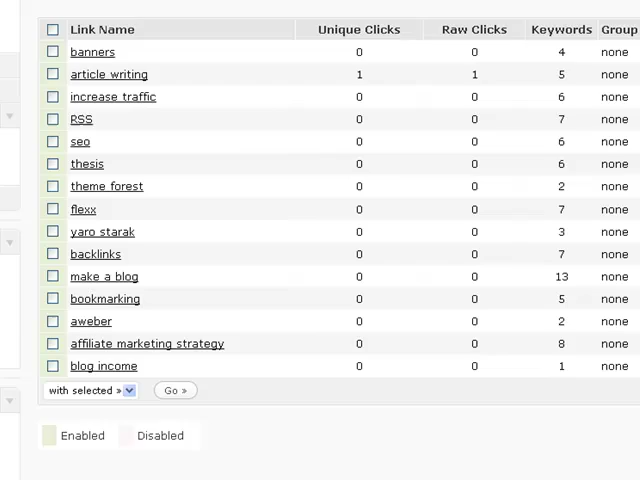 Link Name Unique Clicks Raw Clicks Keywords Group
banners 0 0 4 none
article writing 1 1 5 none
increase traffic 0 0 6 none
RSS 0 0 7 none
seo 0 0 6 none
thesis 0 0 6 none
theme forest 0 0 2 none
flexx 0 0 7 none
yaro starak 0 0 3 none
backlinks 0 0 7 none
make a blog 0 0 13 none
bookmarking 0 0 5 none
aweber 0 0 2 none
affiliate marketing strategy 0 0 8 none
blog income 0 0 1 none
with selected » Go »
Enabled Disabled